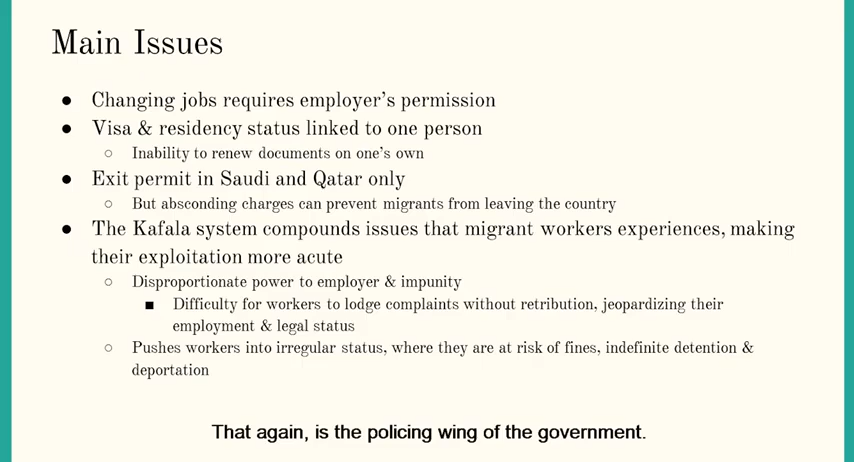 Main Issues
● Changing jobs requires employer's permission
● Visa & residency status linked to one person
○ Inability to renew documents on one's own
● Exit permit in Saudi and Qatar only
○ But absconding charges can prevent migrants from leaving the country
● The Kafala system compounds issues that migrant workers experiences, making
their exploitation more acute
○ Disproportionate power to employer & impunity
■ Difficulty for workers to lodge complaints without retribution, jeopardizing their
employment & legal status
○ Pushes workers into irregular status, where they are at risk of fines, indefinite detention &
deportation
That again, is the policing wing of the government.